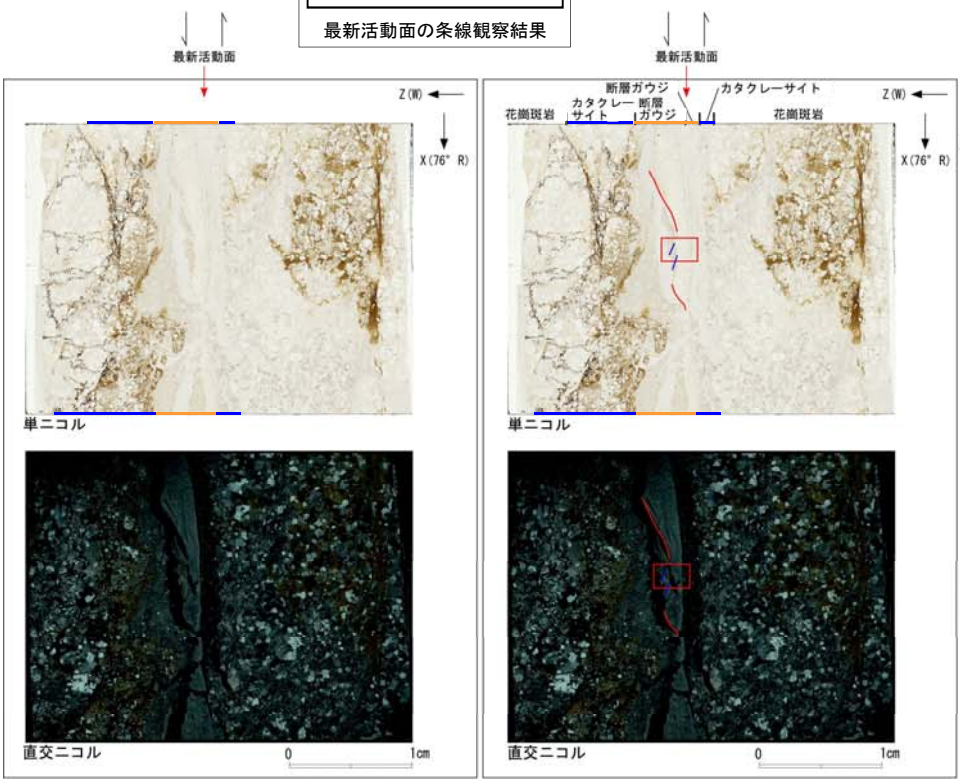 最新活動面の条線観察結果
最新活動面
Z(W)
X(76° R)
単ニコル
直交ニコル
0 1cm
最新活動面
断層ガウジ カタクレーサイト
Z(W)
花崗斑岩 カタクレーサイト 断層ガウジ 花崗斑岩
X(76° R)
単ニコル
直交ニコル
0 1cm